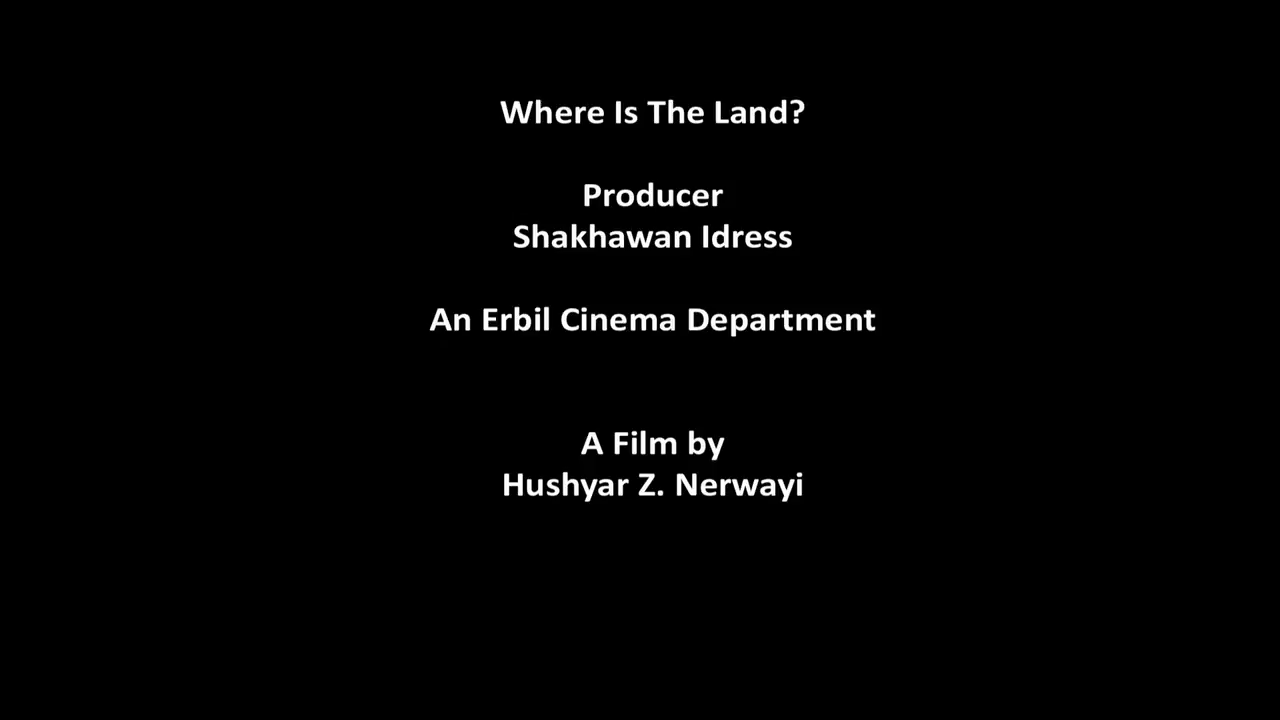 Where Is The Land?
Producer
Shakhawan Idress
An Erbil Cinema Department
A Film by
Hushyar Z. Nerwayi